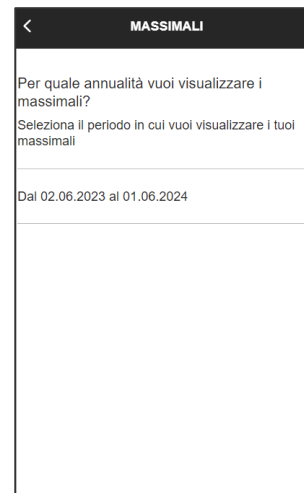 MASSIMALI
Per quale annualità vuoi visualizzare i
massimali?
Seleziona il periodo in cui vuoi visualizzare i tuoi
massimali
Dal 02.06.2023 al 01.06.2024